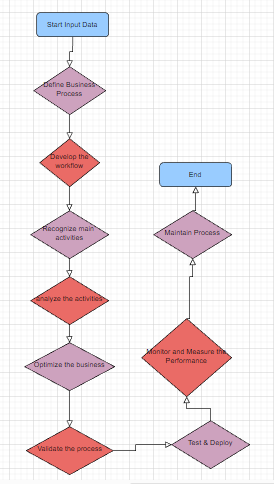 Start Input Data
Define Business
Process
Develop the
workflow
Recognize main
activities
analyze the activities
Optimize the business
Validate the process
Test & Deploy
Monitor and Measure the
Performance
Maintain Process
End